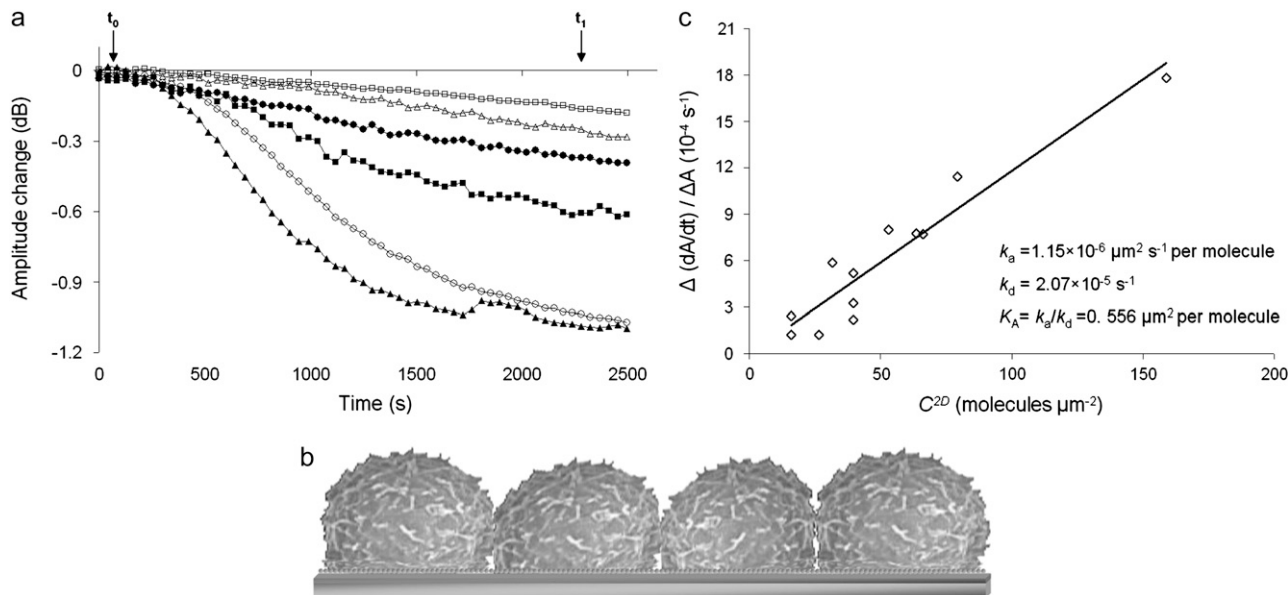 a
t₀
t₁
0
-0.3
-0.6
-0.9
-1.2
Amplitude change (dB)
0
500
1000
1500
2000
2500
Time (s)
c
21
18
15
12
9
6
3
0
Δ (dA/dt) / ΔA (10⁻⁴ s⁻¹)
kₐ =1.15×10⁻⁶ μm² s⁻¹ per molecule
k_d = 2.07×10⁻⁵ s⁻¹
K_A= kₐ/k_d =0. 556 μm² per molecule
0
50
100
150
200
C²ᴰ (molecules μm⁻²)
b